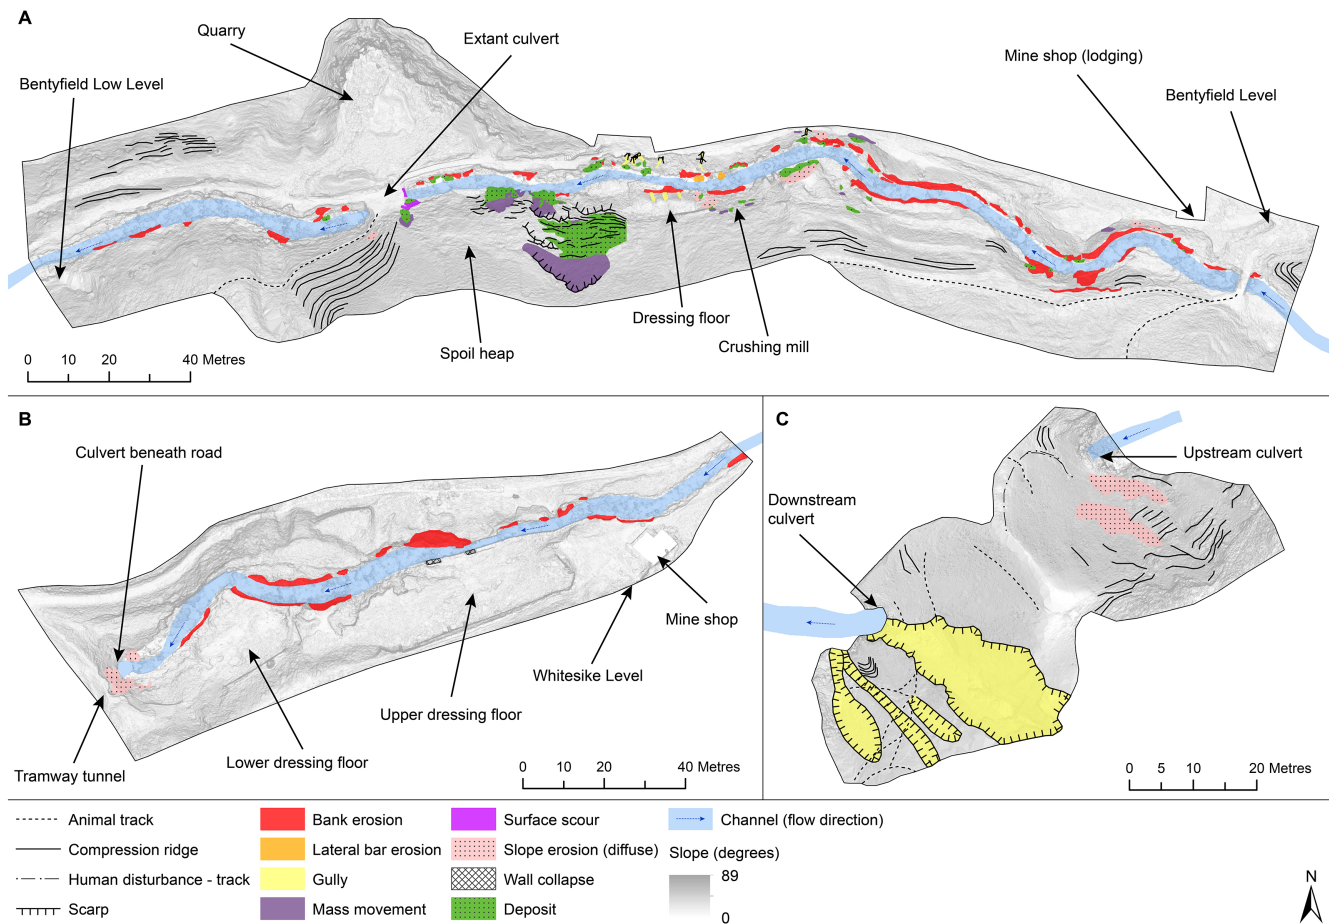 A
Quarry
Extant culvert
Mine shop (lodging)
Bentyfield Low Level
Bentyfield Level
Dressing floor
Spoil heap
Crushing mill
0 10 20 40 Metres
B
Culvert beneath road
Mine shop
Whitesike Level
Upper dressing floor
Lower dressing floor
Tramway tunnel
0 10 20 40 Metres
C
Upstream culvert
Downstream
culvert
0 5 10 20 Metres
Animal track
Compression ridge
Human disturbance - track
Scarp
Bank erosion
Lateral bar erosion
Gully
Mass movement
Surface scour
Slope erosion (diffuse)
Wall collapse
Deposit
Channel (flow direction)
Slope (degrees)
89
0
N